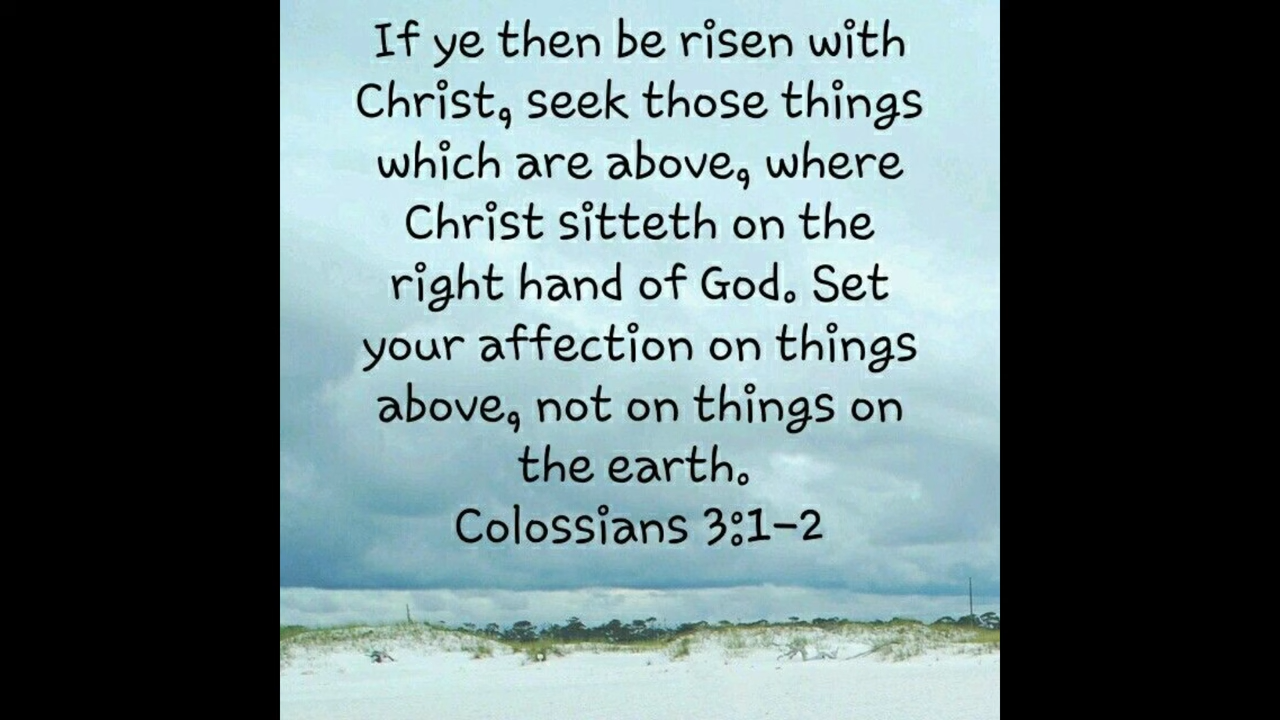 If ye then be risen with
Christ, seek those things
which are above, where
Christ sitteth on the
right hand of God. Set
your affection on things
above, not on things on
the earth.
Colossians 3:1-2